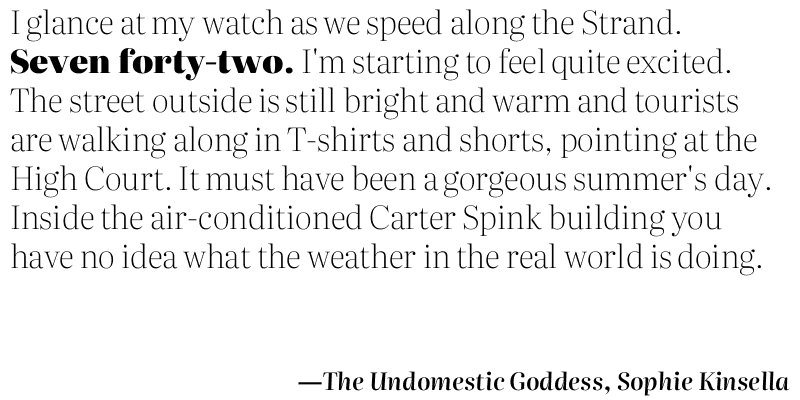 I glance at my watch as we speed along the Strand.
Seven forty-two. I'm starting to feel quite excited.
The street outside is still bright and warm and tourists
are walking along in T-shirts and shorts, pointing at the
High Court. It must have been a gorgeous summer's day.
Inside the air-conditioned Carter Spink building you
have no idea what the weather in the real world is doing.
—The Undomestic Goddess, Sophie Kinsella